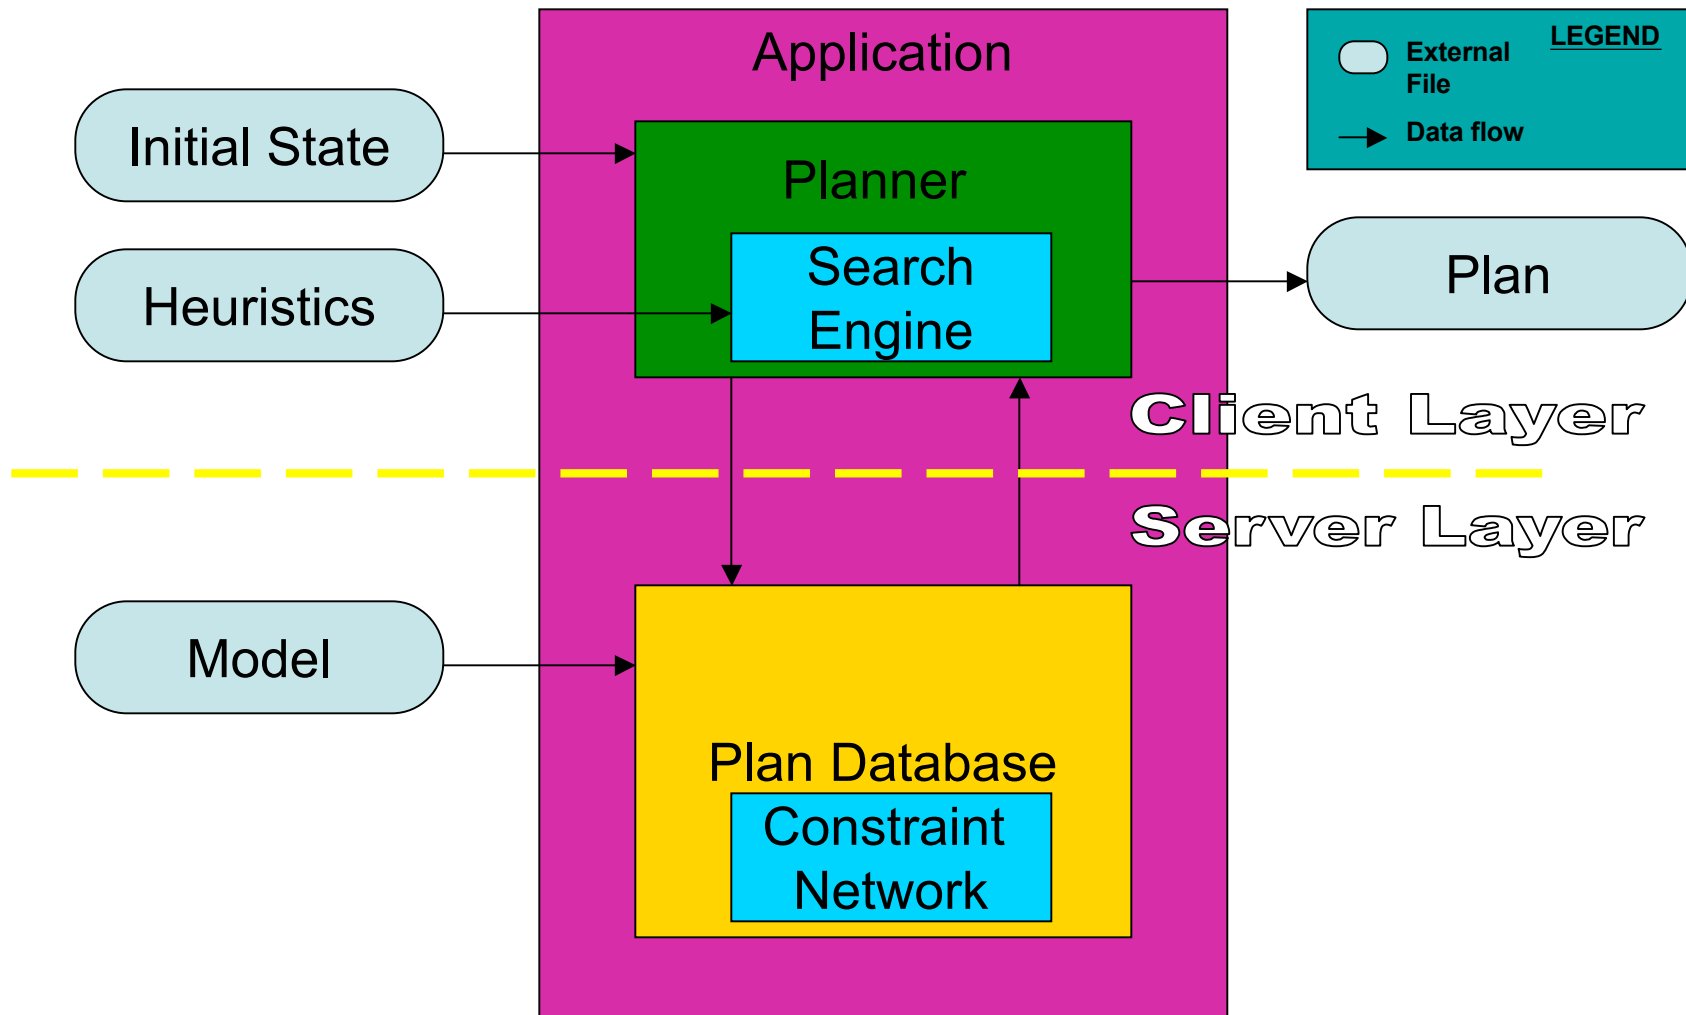 Application
LEGEND
External
File
Data flow
Initial State
Planner
Search
Engine
Heuristics
Plan
Client Layer
Server Layer
Model
Plan Database
Constraint
Network